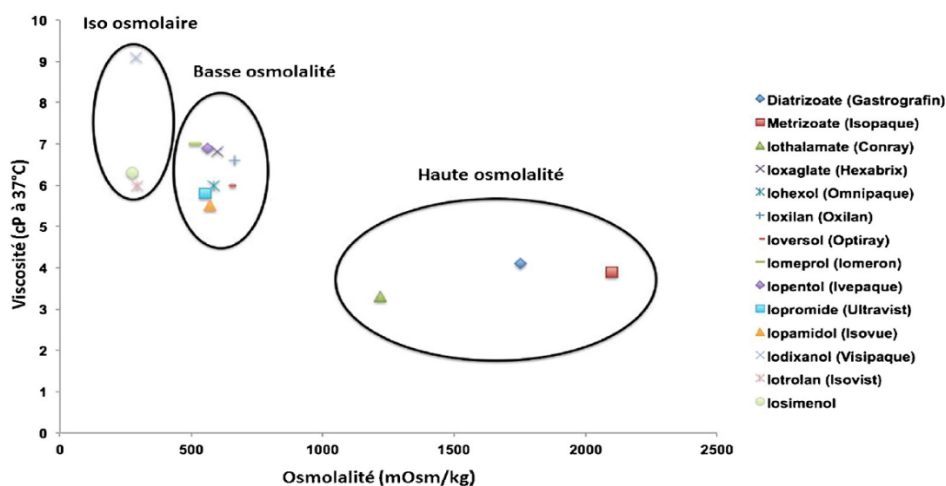 Iso osmolaire
Basse osmolalité
Haute osmolalité
Viscosité (cP à 37°C)
10
9
8
7
6
5
4
3
2
1
0
0
500
1000
1500
2000
2500
Osmolalité (mOsm/kg)
Diatrizoate (Gastrografin)
Metrizoate (Isopaque)
Iothalamate (Conray)
Ioxaglate (Hexabrix)
Iohexol (Omnipaque)
Ioxilan (Oxilan)
Ioversol (Optiray)
Iomeprol (Iomeron)
Iopentol (Ivepaque)
Iopromide (Ultravist)
Iopamidol (Isovue)
Iodixanol (Visipaque)
Iotrolan (Isovist)
Iosimenol